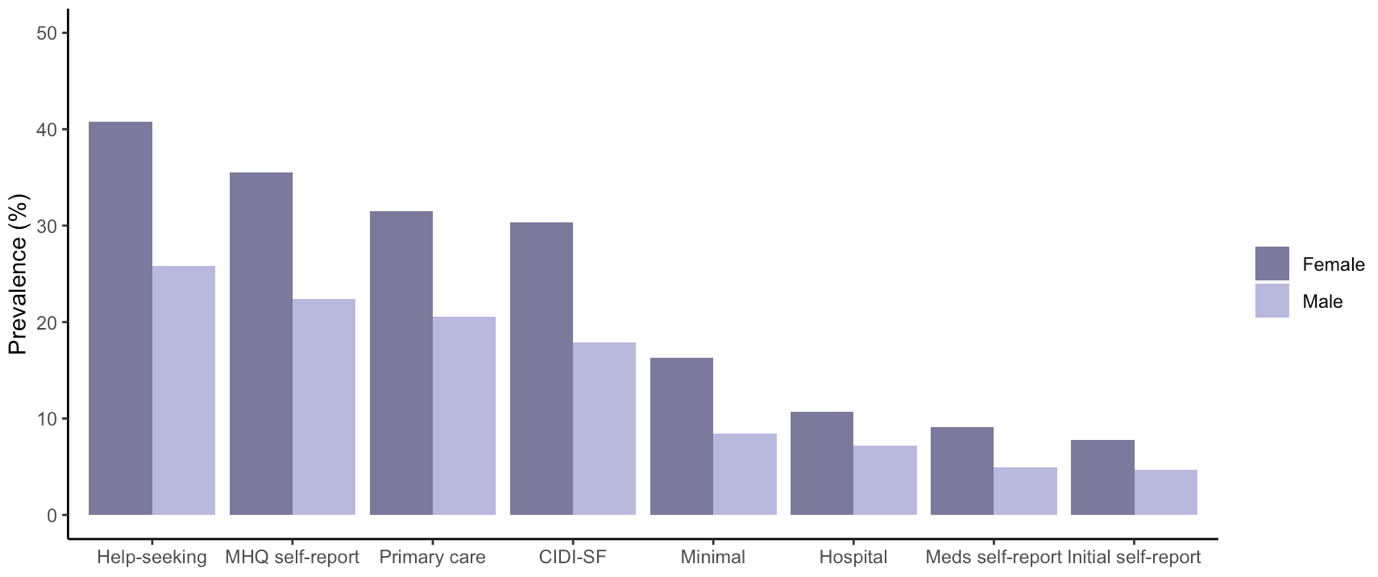 Prevalence (%)
50
40
30
20
10
0
Help-seeking MHQ self-report Primary care CIDI-SF Minimal Hospital Meds self-report Initial self-report
Female
Male